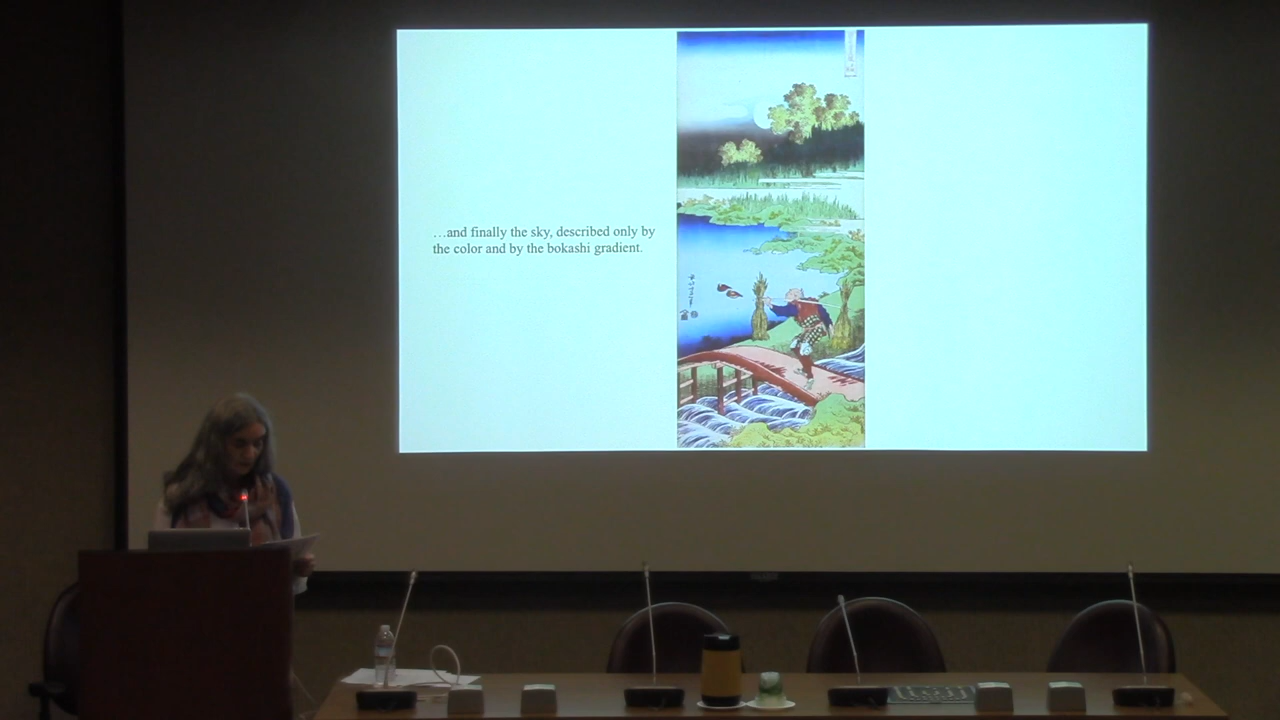 …and finally the sky, described only by
the color and by the bokashi gradient.